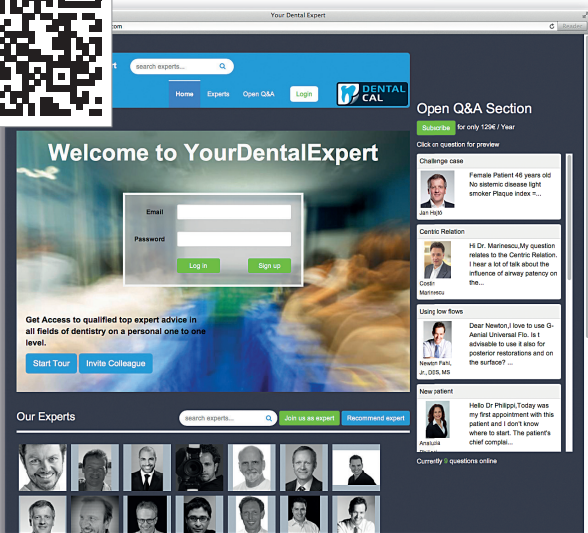 Your Dental Expert
.com
Reader
rt
search experts...
Home
Experts
Open Q&A
Login
DENTAL
CAL
Welcome to YourDentalExpert
Email
Password
Log in
Sign up
Get Access to qualified top expert advice in
all fields of dentistry on a personal one to one
level.
Start Tour
Invite Colleague
Our Experts
search experts...
Join us as expert
Recommend expert
Open Q&A Section
Subscribe
for only 129€ / Year
Click on question for preview
Challenge case
Female Patient 46 years old
No sistemic disease light
smoker Plaque index =...
Jan Hajtó
Centric Relation
Hi Dr. Marinescu,My question
relates to the Centric Relation.
I hear a lot of talk about the
influence of airway patency on
the...
Costin
Marinescu
Using low flows
Dear Newton,I love to use G-
Aenial Universal Flo. Is it
advisable to use it also for
posterior restorations and on
the surface? ...
Newton Fahl,
Jr., DDS, MS
New patient
Hello Dr Philippi,Today was
my first appointment with this
patient and I don't know
where to start. The patient's
chief complai...
Analuzia
Currently 9 questions online